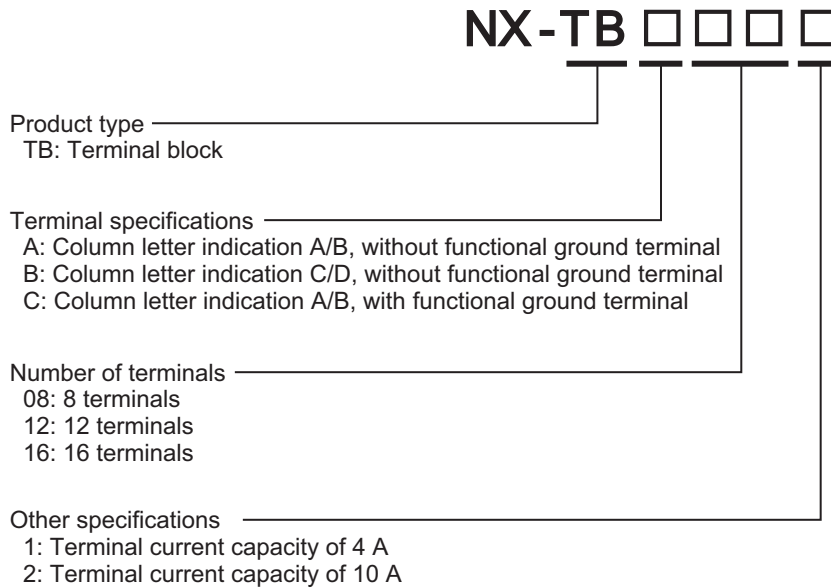 NX-TB □ □ □ □
Product type
TB: Terminal block
Terminal specifications
A: Column letter indication A/B, without functional ground terminal
B: Column letter indication C/D, without functional ground terminal
C: Column letter indication A/B, with functional ground terminal
Number of terminals
08: 8 terminals
12: 12 terminals
16: 16 terminals
Other specifications
1: Terminal current capacity of 4 A
2: Terminal current capacity of 10 A